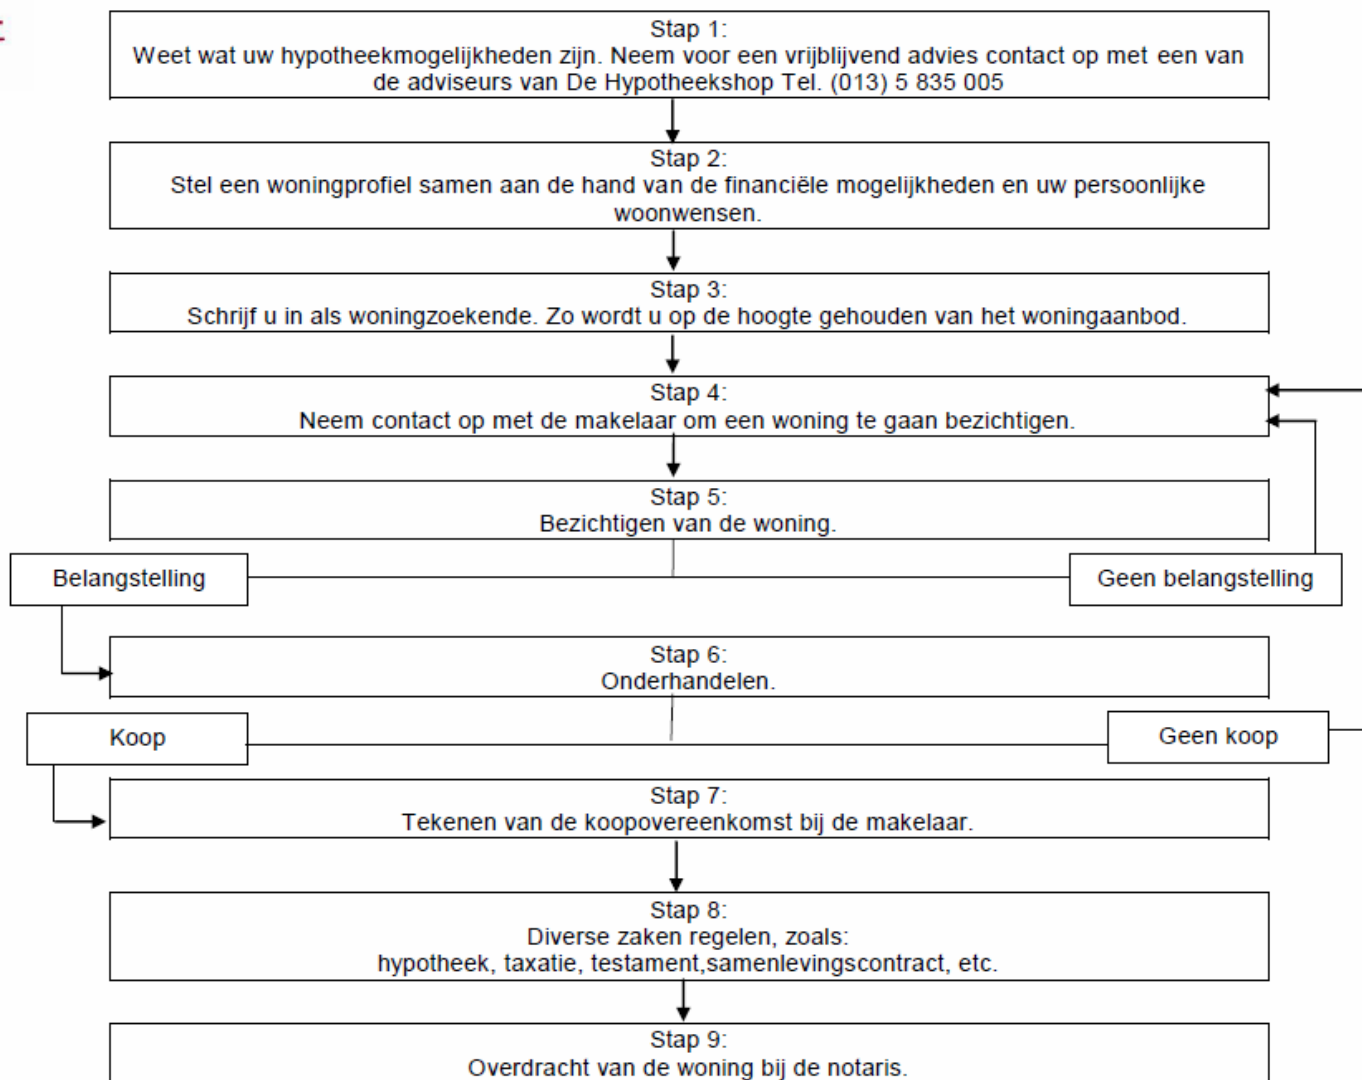 Stap 1:
Weet wat uw hypotheekmogelijkheden zijn. Neem voor een vrijblijvend advies contact op met een van
de adviseurs van De Hypotheekshop Tel. (013) 5 835 005
Stap 2:
Stel een woningprofiel samen aan de hand van de financiële mogelijkheden en uw persoonlijke
woonwensen.
Stap 3:
Schrijf u in als woningzoekende. Zo wordt u op de hoogte gehouden van het woningaanbod.
Stap 4:
Neem contact op met de makelaar om een woning te gaan bezichtigen.
Stap 5:
Bezichtigen van de woning.
Belangstelling
Geen belangstelling
Stap 6:
Onderhandelen.
Koop
Geen koop
Stap 7:
Tekenen van de koopovereenkomst bij de makelaar.
Stap 8:
Diverse zaken regelen, zoals:
hypotheek, taxatie, testament,samenlevingscontract, etc.
Stap 9:
Overdracht van de woning bij de notaris.